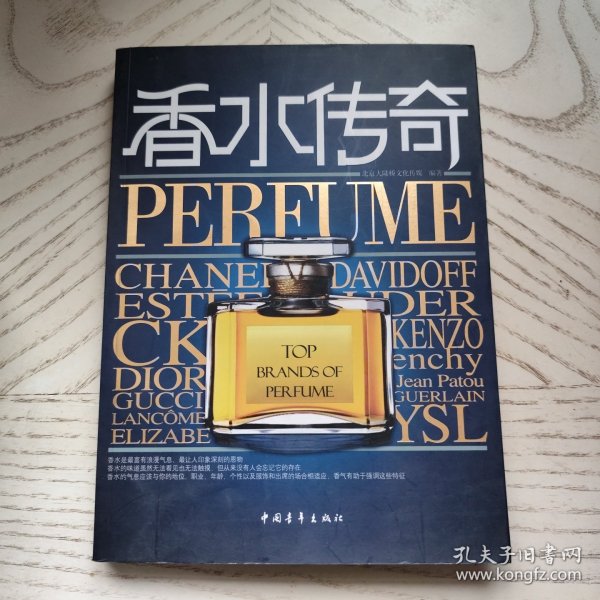 香水传奇
北京大陆桥文化传媒 编著
PERFUME
CHANEL DAVIDOFF
ESTEE LAUDER
CK KENZO
DIOR enchy
GUCCI Jean Patou
LANCÔME GUERLAIN
ELIZABE YSL
TOP
BRANDS OF
PERFUME
香水是最富有浪漫气息、最让人印象深刻的恩物
香水的味道虽然无法看见也无法触摸,但从来没有人会忘记它的存在
香水的气息应该与你的地位、职业、年龄、个性以及服饰和出席的场合相适应,香气有助于强调这些特征
中国青年出版社
孔夫子旧书网
www.kongfz.com